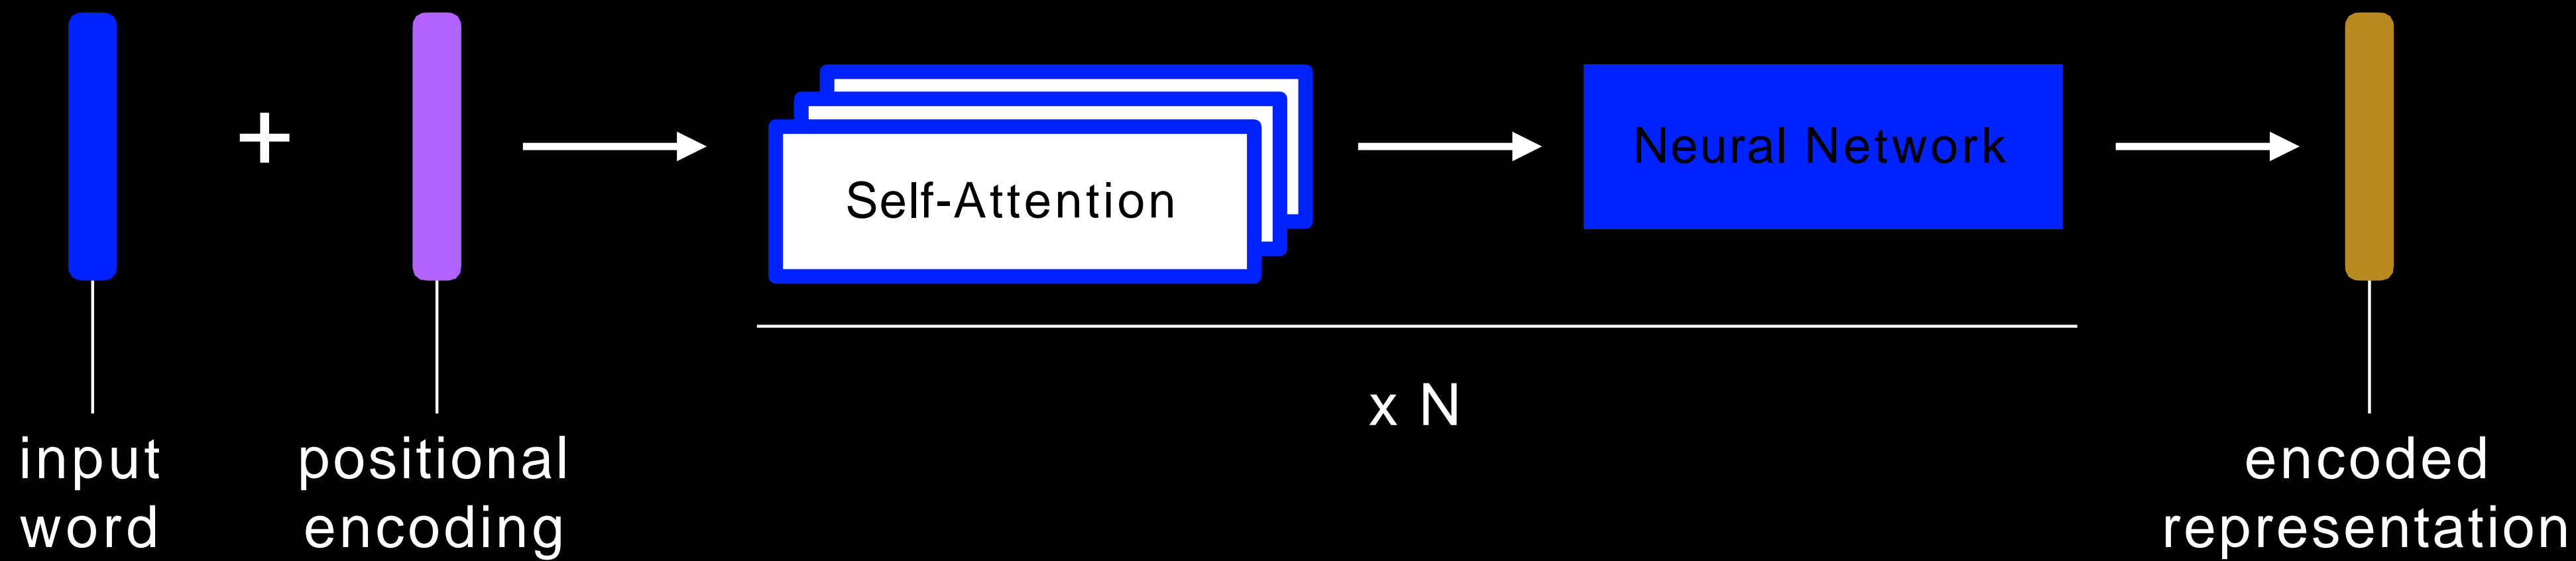 +
Self-Attention
Neural Network
x N
input
word
positional
encoding
encoded
representation